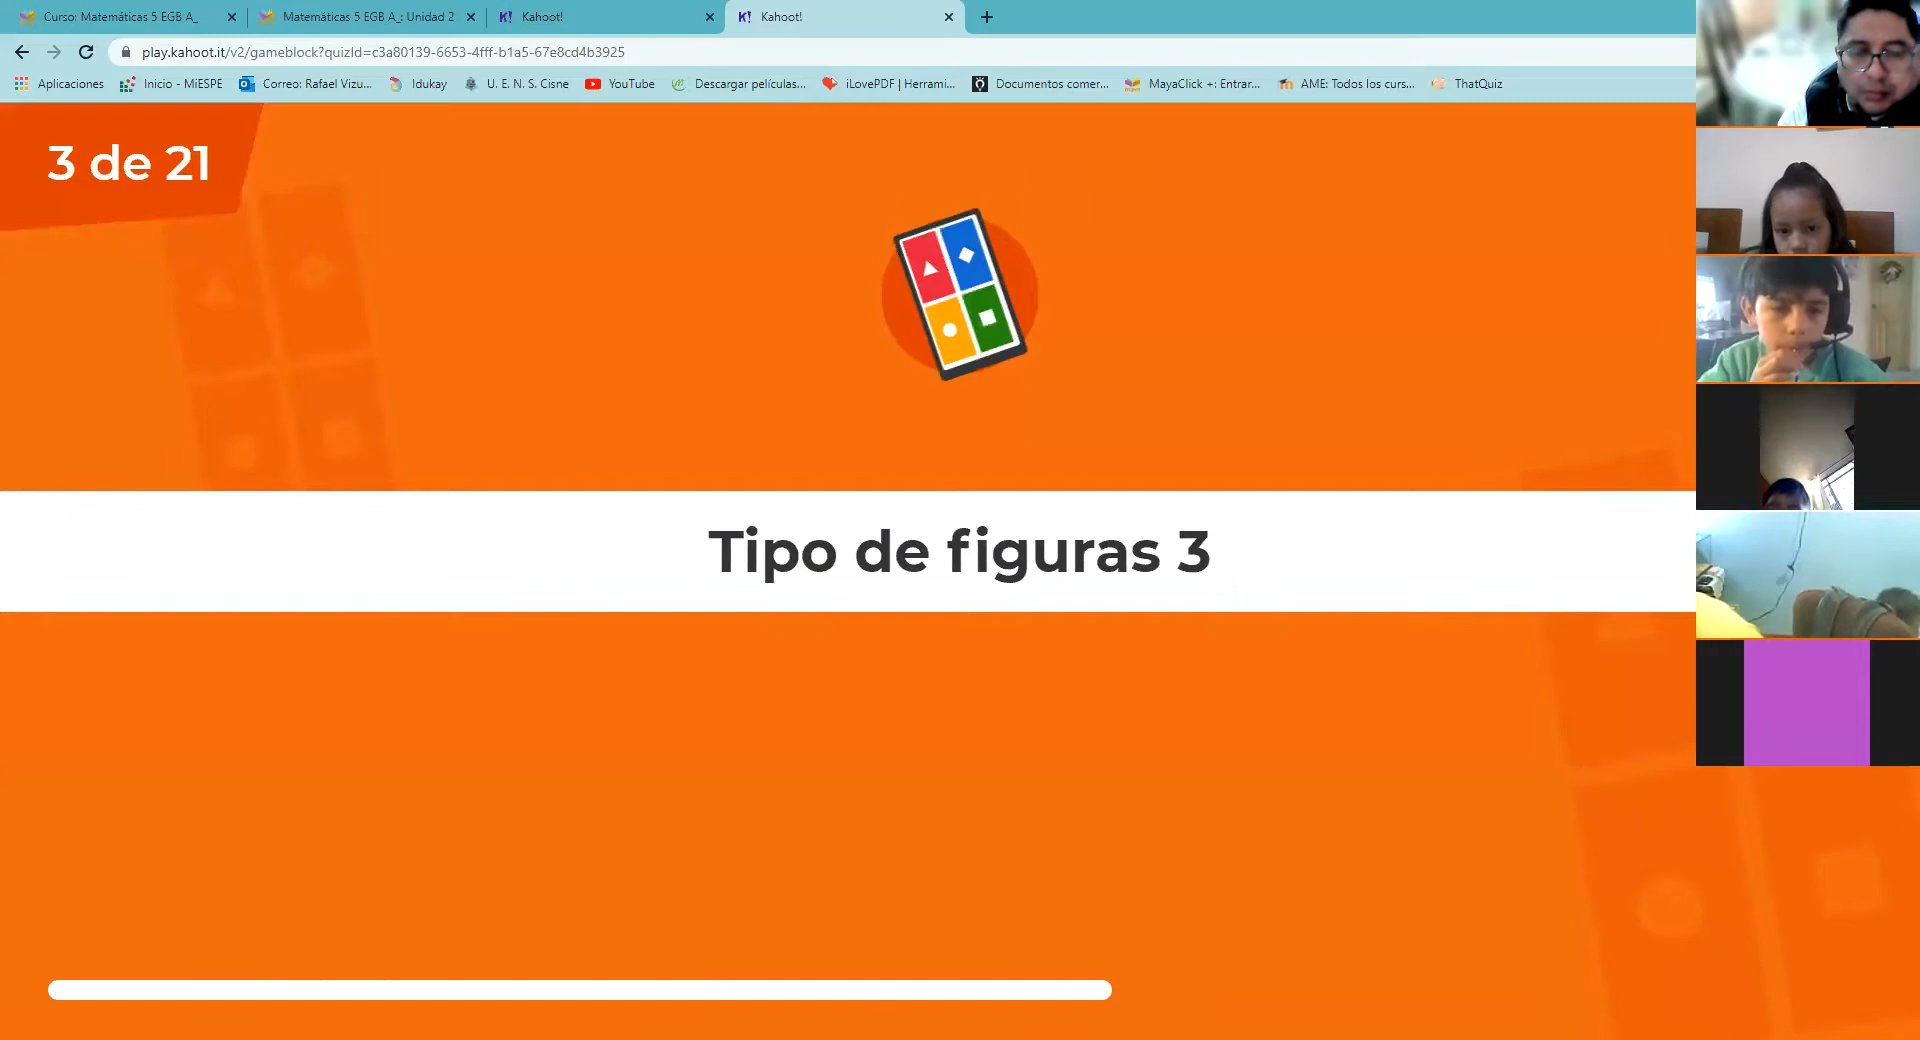 Curso: Matemáticas 5 EGB A_
Matemáticas 5 EGB A_: Unidad 2
K! Kahoot!
K! Kahoot!
play.kahoot.it/v2/gameblock?quizId=c3a80139-6653-4fff-b1a5-67e8cd4b3925
Aplicaciones
Inicio - MiESPE
Correo: Rafael Vizu...
Idukay
U. E. N. S. Cisne
YouTube
Descargar películas...
iLovePDF | Herrami...
Documentos comer...
MayaClick +: Entrar...
AME: Todos los curs...
ThatQuiz
3 de 21
Tipo de figuras 3